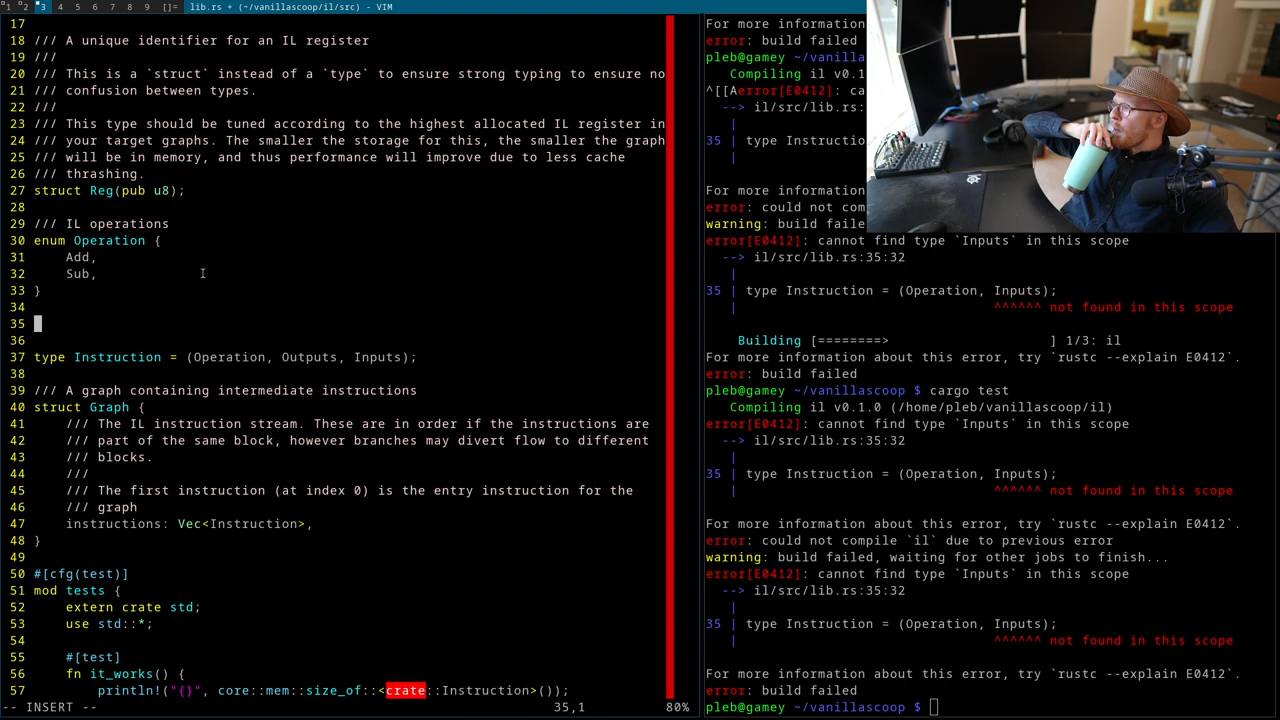 1 2 3 4 5 6 7 8 9 []= lib.rs + (~/vanillascoop/il/src) - VIM
17
18 /// A unique identifier for an IL register
19 ///
20 /// This is a `struct` instead of a `type` to ensure strong typing to ensure no
21 /// confusion between types.
22 ///
23 /// This type should be tuned according to the highest allocated IL register in
24 /// your target graphs. The smaller the storage for this, the smaller the graph
25 /// will be in memory, and thus performance will improve due to less cache
26 /// thrashing.
27 struct Reg(pub u8);
28
29 /// IL operations
30 enum Operation {
31 Add,
32 Sub,
33 }
34
35
36
37 type Instruction = (Operation, Outputs, Inputs);
38
39 /// A graph containing intermediate instructions
40 struct Graph {
41 /// The IL instruction stream. These are in order if the instructions are
42 /// part of the same block, however branches may divert flow to different
43 /// blocks.
44 ///
45 /// The first instruction (at index 0) is the entry instruction for the
46 /// graph
47 instructions: Vec<Instruction>,
48 }
49
50 #[cfg(test)]
51 mod tests {
52 extern crate std;
53 use std::*;
54
55 #[test]
56 fn it_works() {
57 println!("{}", core::mem::size_of::<crate::Instruction>());
-- INSERT -- 35,1 80%
For more information
error: build failed
pleb@gamey ~/vanilla
Compiling il v0.1
^[[Aerror[E0412]: ca
--> il/src/lib.rs:
|
35 | type Instructio
|
For more information
error: could not com
warning: build faile
error[E0412]: cannot find type `Inputs` in this scope
--> il/src/lib.rs:35:32
|
35 | type Instruction = (Operation, Inputs);
| ^^^^^^ not found in this scope
Building [========> ] 1/3: il
For more information about this error, try `rustc --explain E0412`.
error: build failed
pleb@gamey ~/vanillascoop $ cargo test
Compiling il v0.1.0 (/home/pleb/vanillascoop/il)
error[E0412]: cannot find type `Inputs` in this scope
--> il/src/lib.rs:35:32
|
35 | type Instruction = (Operation, Inputs);
| ^^^^^^ not found in this scope
For more information about this error, try `rustc --explain E0412`.
error: could not compile `il` due to previous error
warning: build failed, waiting for other jobs to finish...
error[E0412]: cannot find type `Inputs` in this scope
--> il/src/lib.rs:35:32
|
35 | type Instruction = (Operation, Inputs);
| ^^^^^^ not found in this scope
For more information about this error, try `rustc --explain E0412`.
error: build failed
pleb@gamey ~/vanillascoop $